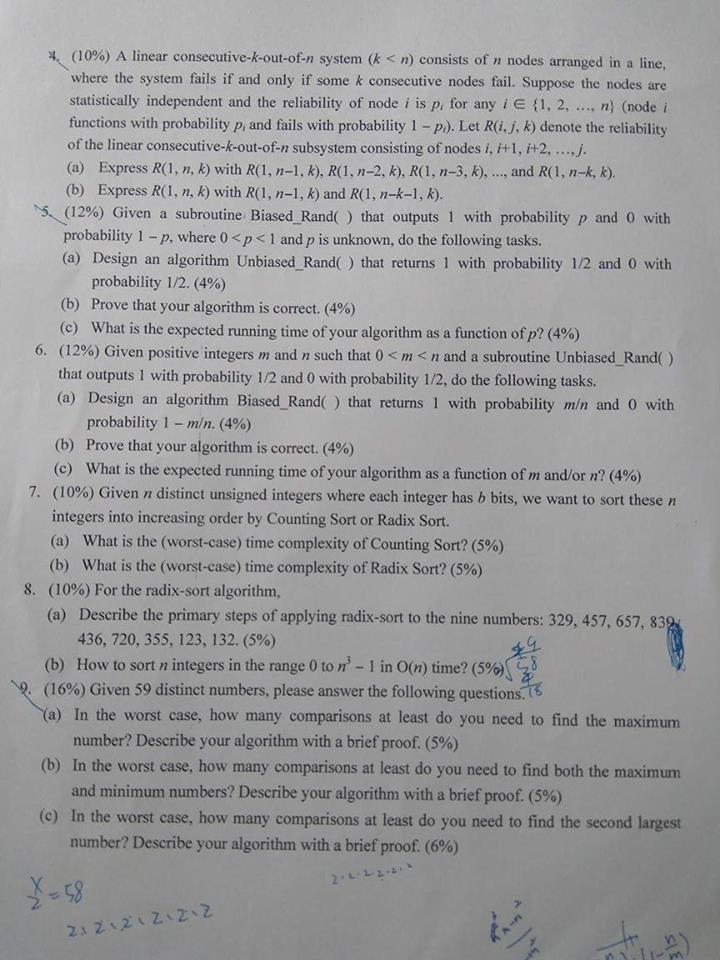 4. (10%) A linear consecutive-k-out-of-n system (k < n) consists of n nodes arranged in a line,
where the system fails if and only if some k consecutive nodes fail. Suppose the nodes are
statistically independent and the reliability of node i is pᵢ for any i ∈ {1, 2, ..., n} (node i
functions with probability pᵢ and fails with probability 1 – pᵢ). Let R(i, j, k) denote the reliability
of the linear consecutive-k-out-of-n subsystem consisting of nodes i, i+1, i+2, ..., j.
(a) Express R(1, n, k) with R(1, n–1, k), R(1, n–2, k), R(1, n–3, k), ..., and R(1, n–k, k).
(b) Express R(1, n, k) with R(1, n–1, k) and R(1, n–k–1, k).
5. (12%) Given a subroutine Biased_Rand( ) that outputs 1 with probability p and 0 with
probability 1 – p, where 0 < p < 1 and p is unknown, do the following tasks.
(a) Design an algorithm Unbiased_Rand( ) that returns 1 with probability 1/2 and 0 with
probability 1/2. (4%)
(b) Prove that your algorithm is correct. (4%)
(c) What is the expected running time of your algorithm as a function of p? (4%)
6. (12%) Given positive integers m and n such that 0 < m < n and a subroutine Unbiased_Rand( )
that outputs 1 with probability 1/2 and 0 with probability 1/2, do the following tasks.
(a) Design an algorithm Biased_Rand( ) that returns 1 with probability m/n and 0 with
probability 1 – m/n. (4%)
(b) Prove that your algorithm is correct. (4%)
(c) What is the expected running time of your algorithm as a function of m and/or n? (4%)
7. (10%) Given n distinct unsigned integers where each integer has b bits, we want to sort these n
integers into increasing order by Counting Sort or Radix Sort.
(a) What is the (worst-case) time complexity of Counting Sort? (5%)
(b) What is the (worst-case) time complexity of Radix Sort? (5%)
8. (10%) For the radix-sort algorithm,
(a) Describe the primary steps of applying radix-sort to the nine numbers: 329, 457, 657, 839,
436, 720, 355, 123, 132. (5%)
(b) How to sort n integers in the range 0 to n³ – 1 in O(n) time? (5%)
9. (16%) Given 59 distinct numbers, please answer the following questions.
(a) In the worst case, how many comparisons at least do you need to find the maximum
number? Describe your algorithm with a brief proof. (5%)
(b) In the worst case, how many comparisons at least do you need to find both the maximum
and minimum numbers? Describe your algorithm with a brief proof. (5%)
(c) In the worst case, how many comparisons at least do you need to find the second largest
number? Describe your algorithm with a brief proof. (6%)
x/2 = 58
2、2、2、2、2、2